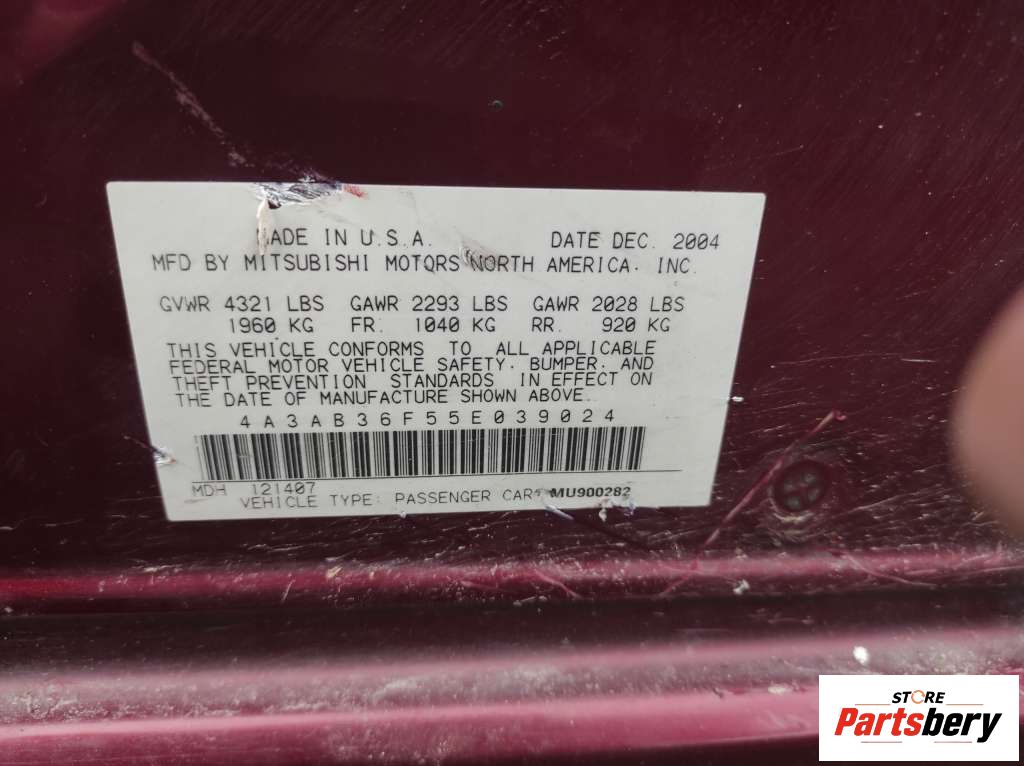 MADE IN U.S.A. DATE DEC. 2004
MFD BY MITSUBISHI MOTORS NORTH AMERICA. INC.
GVWR 4321 LBS GAWR 2293 LBS GAWR 2028 LBS
1960 KG FR: 1040 KG RR. 920 KG
THIS VEHICLE CONFORMS TO ALL APPLICABLE
FEDERAL MOTOR VEHICLE SAFETY. BUMPER. AND
THEFT PREVENTION STANDARDS IN EFFECT ON
THE DATE OF MANUFACTURE SHOWN ABOVE.
4A3AB36F55E039024
MDH 121407
VEHICLE TYPE: PASSENGER CAR MU900282
STORE
Partsbery